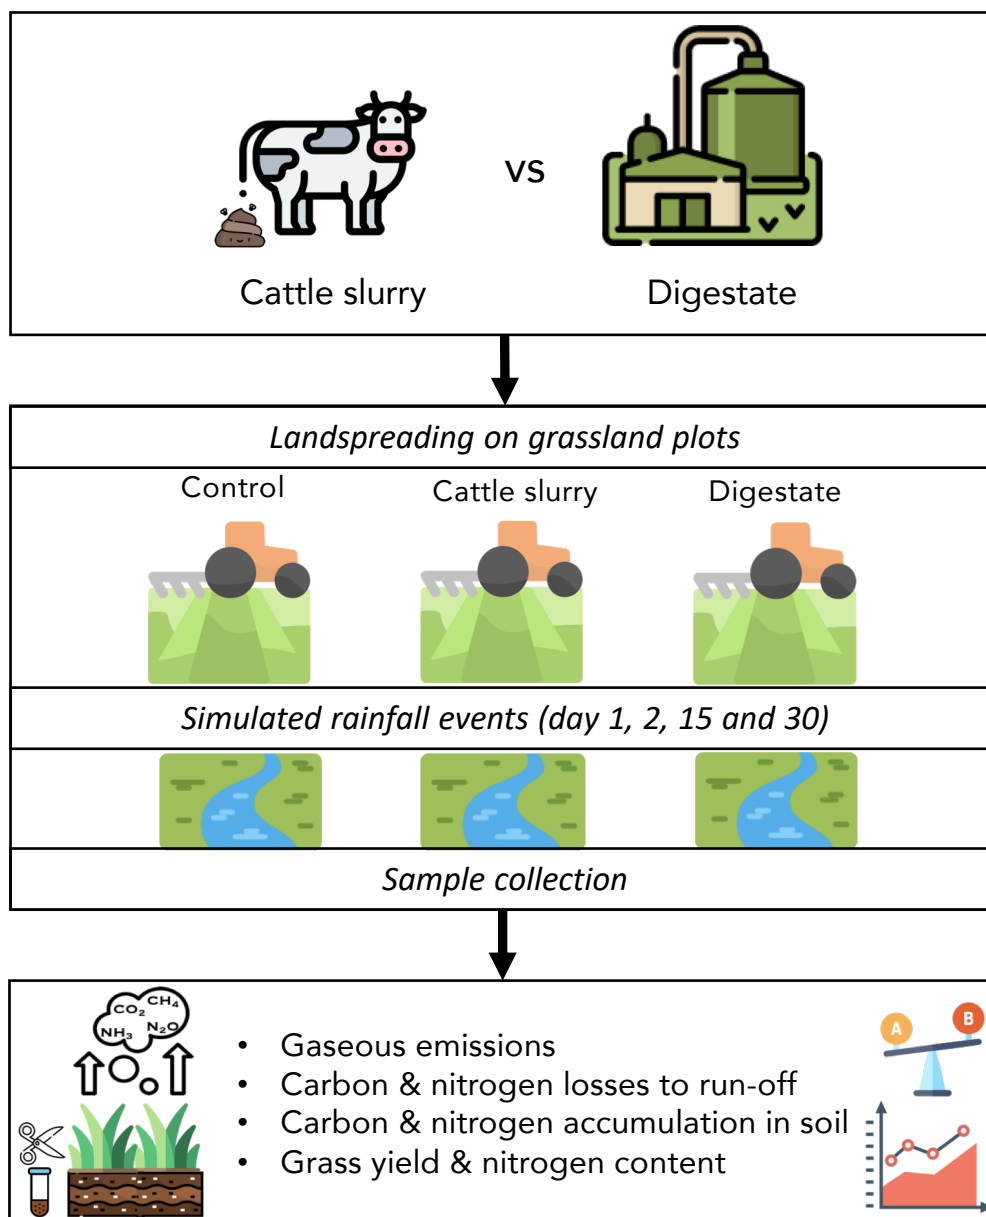 vs
Cattle slurry
Digestate
Landspreading on grassland plots
Control
Cattle slurry
Digestate
Simulated rainfall events (day 1, 2, 15 and 30)
Sample collection
CO₂ CH₄
NH₃ N₂O
• Gaseous emissions
• Carbon & nitrogen losses to run-off
• Carbon & nitrogen accumulation in soil
• Grass yield & nitrogen content
A
B